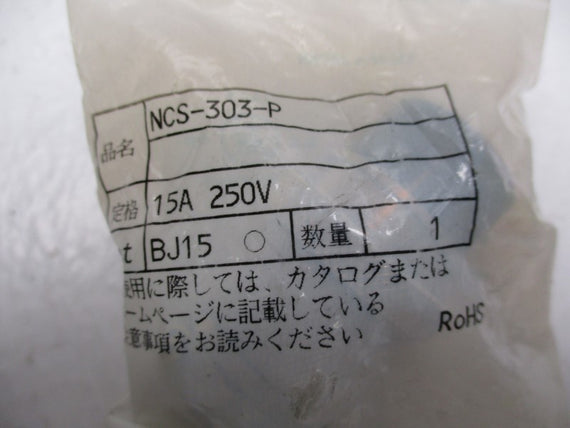 品名 NCS-303-P
定格 15A 250V
BJ15 ○ 数量 1
使用に際しては、カタログまたは
ームページに記載している
注意事項をお読みください
RoHS